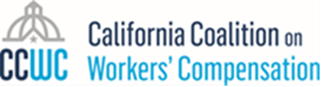 CCWC
California Coalition on
Workers' Compensation